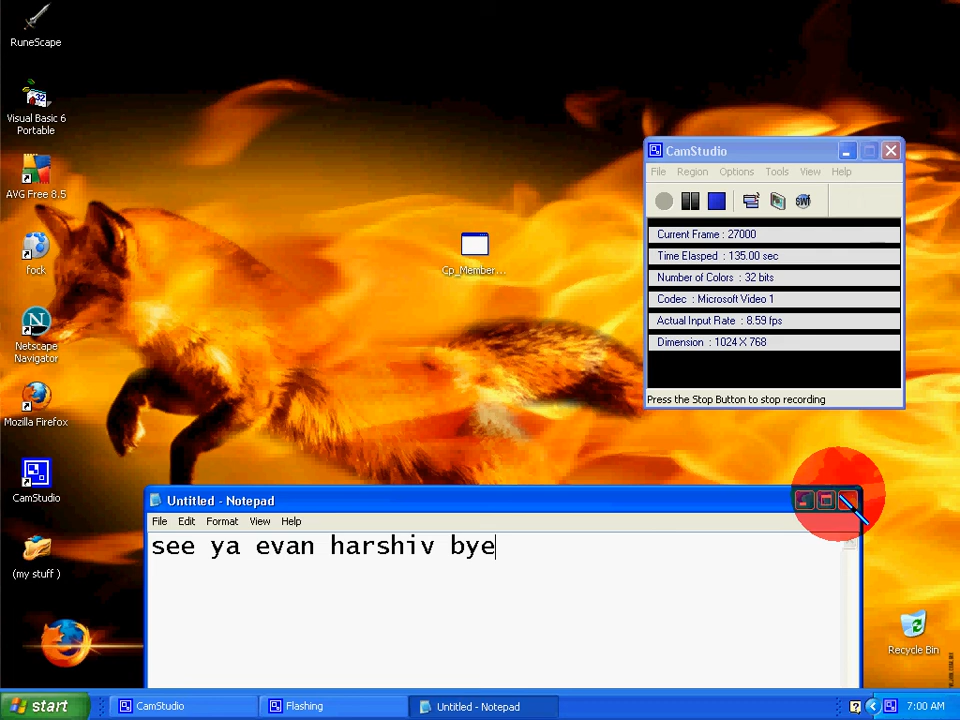 RuneScape
Visual Basic 6
Portable
AVG Free 8.5
fock
Netscape
Navigator
Mozilla Firefox
CamStudio
(my stuff )
Cp_Member...
CamStudio
File Region Options Tools View Help
Current Frame : 27000
Time Elasped : 135.00 sec
Number of Colors : 32 bits
Codec : Microsoft Video 1
Actual Input Rate : 8.59 fps
Dimension : 1024 X 768
Press the Stop Button to stop recording
Untitled - Notepad
File Edit Format View Help
see ya evan harshiv bye
Recycle Bin
start CamStudio Flashing Untitled - Notepad 7:00 AM